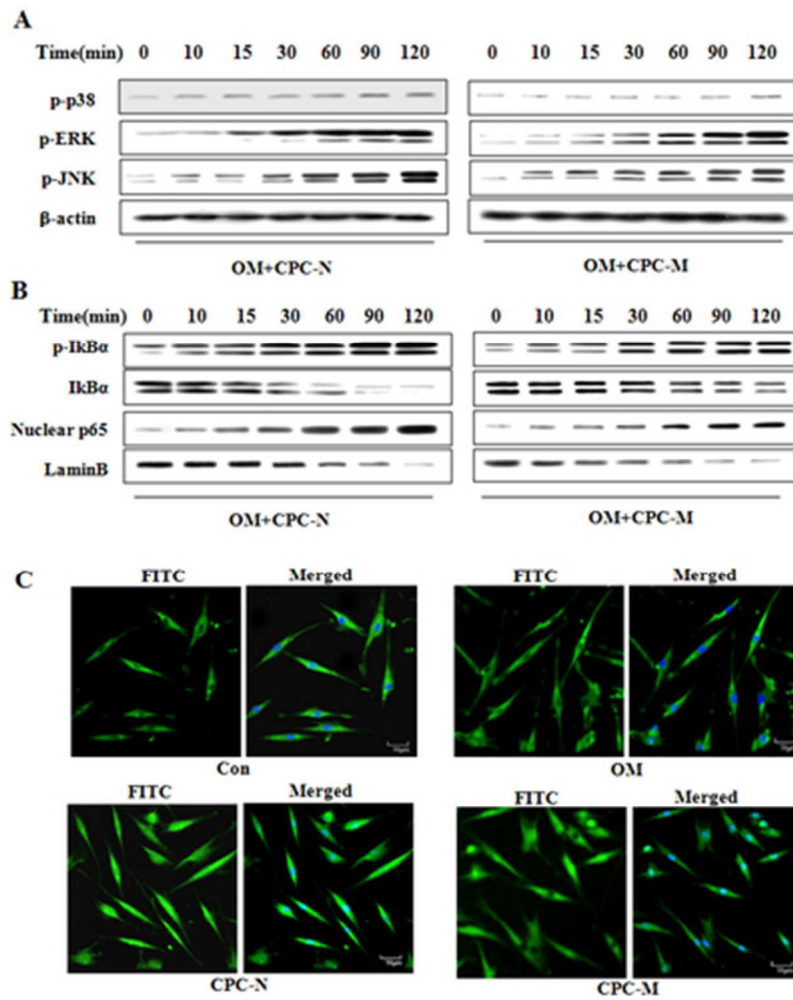 A
Time(min) 0 10 15 30 60 90 120 0 10 15 30 60 90 120
p-p38
p-ERK
p-JNK
β-actin
OM+CPC-N OM+CPC-M
B
Time(min) 0 10 15 30 60 90 120 0 10 15 30 60 90 120
p-IkBα
IkBα
Nuclear p65
LaminB
OM+CPC-N OM+CPC-M
C
FITC Merged FITC Merged
Con OM
FITC Merged FITC Merged
CPC-N CPC-M